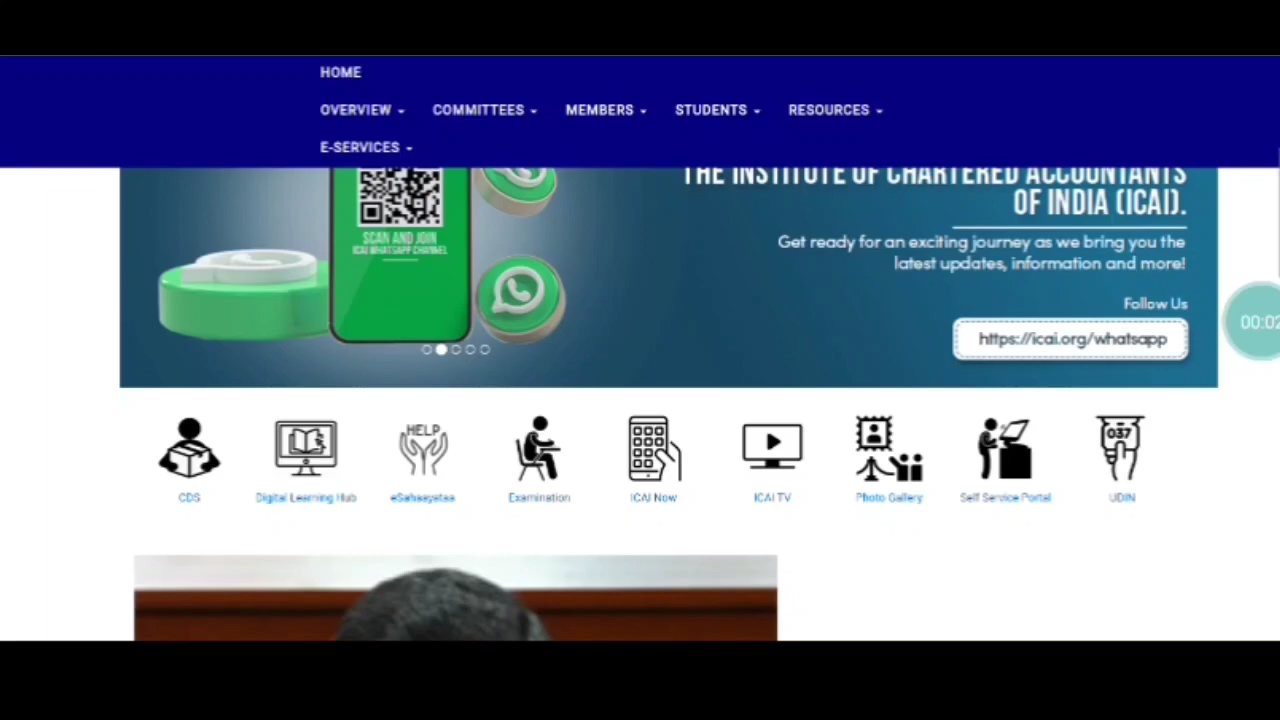 HOME
OVERVIEW COMMITTEES MEMBERS STUDENTS RESOURCES
E-SERVICES
THE INSTITUTE OF CHARTERED ACCOUNTANTS
OF INDIA (ICAI).
SCAN AND JOIN
ICAI WHATSAPP CHANNEL
Get ready for an exciting journey as we bring you the
latest updates, information and more!
Follow Us
https://icai.org/whatsapp
00:02
HELP
037
CDS Digital Learning Hub eSahaayataa Examination ICAI Now ICAI TV Photo Gallery Self Service Portal UDIN